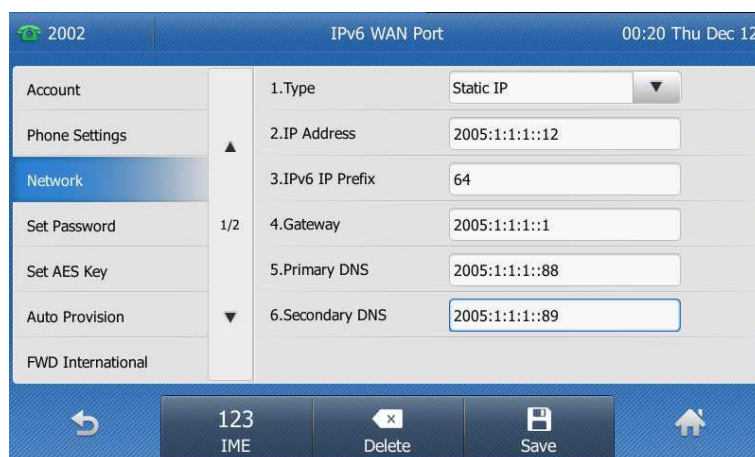 2002 IPv6 WAN Port 00:20 Thu Dec 12
Account
Phone Settings
Network
Set Password
Set AES Key
Auto Provision
FWD International
1/2
1.Type Static IP
2.IP Address 2005:1:1:1::12
3.IPv6 IP Prefix 64
4.Gateway 2005:1:1:1::1
5.Primary DNS 2005:1:1:1::88
6.Secondary DNS 2005:1:1:1::89
123
IME
Delete
Save